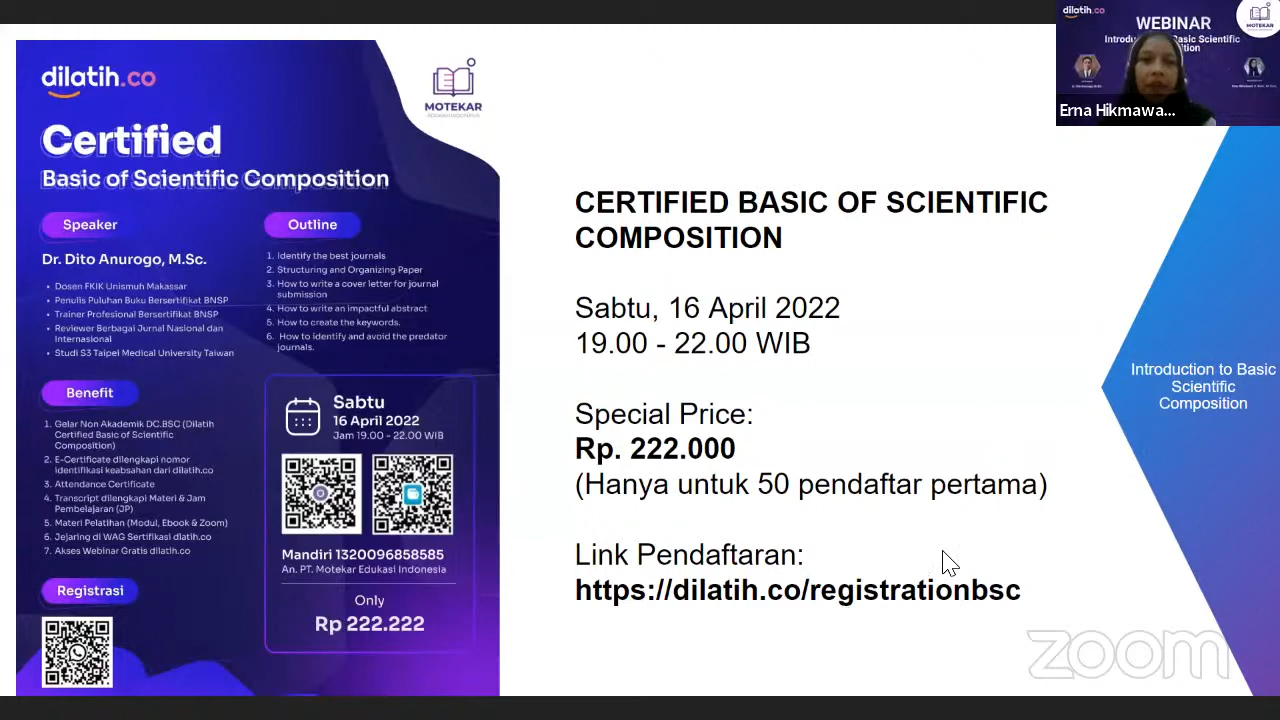 dilatih.co
MOTEKAR
Certified
Basic of Scientific Composition
Speaker
Dr. Dito Anurogo, M.Sc.
• Dosen FKIK Unismuh Makassar
• Penulis Puluhan Buku Bersertifikat BNSP
• Trainer Profesional Bersertifikat BNSP
• Reviewer Berbagai Jurnal Nasional dan
Internasional
• Studi S3 Taipei Medical University Taiwan
Benefit
1. Gelar Non Akademik DC.BSC (Dilatih
Certified Basic of Scientific
Composition)
2. E-Certificate dilengkapi nomor
identifikasi keabsahan dari dilatih.co
3. Attendance Certificate
4. Transcript dilengkapi Materi & Jam
Pembelajaran (JP)
5. Materi Pelatihan (Modul, Ebook & Zoom)
6. Jejaring di WAG Sertifikasi dlatih.co
7. Akses Webinar Gratis dilatih.co
Registrasi
Outline
1. Identify the best journals
2. Structuring and Organizing Paper
3. How to write a cover letter for journal
submission
4. How to write an impactful abstract
5. How to create the keywords.
6. How to identify and avoid the predator
journals.
Sabtu
16 April 2022
Jam 19.00 - 22.00 WIB
Mandiri 1320096858585
An. PT. Motekar Edukasi Indonesia
Only
Rp 222.222
CERTIFIED BASIC OF SCIENTIFIC
COMPOSITION
Sabtu, 16 April 2022
19.00 - 22.00 WIB
Special Price:
Rp. 222.000
(Hanya untuk 50 pendaftar pertama)
Link Pendaftaran:
https://dilatih.co/registrationbsc
Introduction to Basic
Scientific
Composition
zoom
dilatih.co
WEBINAR
MOTEKAR
Basic Scientific
Erna Hikmawa...